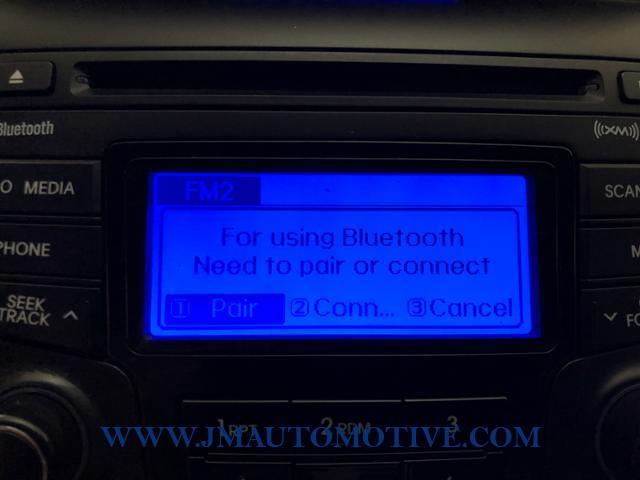 Bluetooth
((XM))
FM2
O MEDIA
SCAN
For using Bluetooth
Need to pair or connect
PHONE
1 Pair 2 Conn... 3 Cancel
SEEK
TRACK
FO
1 RPT 2 RDM 3
WWW.JMAUTOMOTIVE.COM